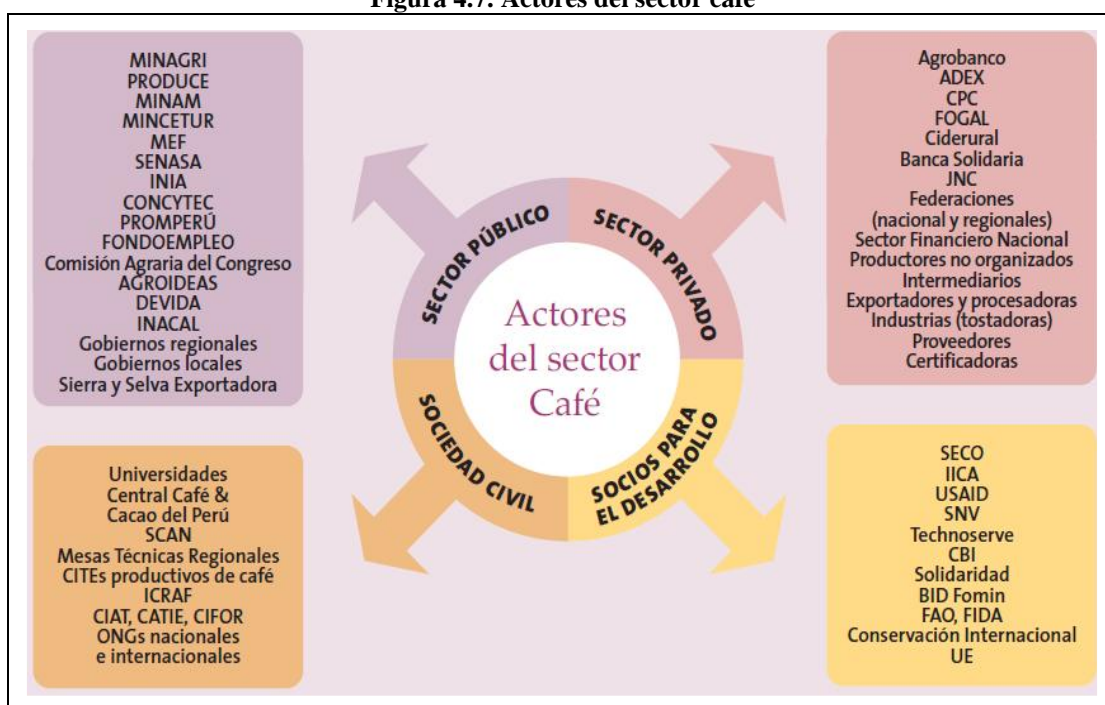 Figura 4.7. Actores del sector café
MINAGRI
PRODUCE
MINAM
MINCETUR
MEF
SENASA
INIA
CONCYTEC
PROMPERÚ
FONDOEMPLEO
Comisión Agraria del Congreso
AGROIDEAS
DEVIDA
INACAL
Gobiernos regionales
Gobiernos locales
Sierra y Selva Exportadora
Agrobanco
ADEX
CPC
FOGAL
Ciderural
Banca Solidaria
JNC
Federaciones
(nacional y regionales)
Sector Financiero Nacional
Productores no organizados
Intermediarios
Exportadores y procesadoras
Industrias (tostadoras)
Proveedores
Certificadoras
SECTOR PÚBLICO
SECTOR PRIVADO
Actores
del sector
Café
SOCIEDAD CIVIL
SOCIOS PARA
EL DESARROLLO
Universidades
Central Café &
Cacao del Perú
SCAN
Mesas Técnicas Regionales
CITEs productivos de café
ICRAF
CIAT, CATIE, CIFOR
ONGs nacionales
e internacionales
SECO
IICA
USAID
SNV
Technoserve
CBI
Solidaridad
BID Fomin
FAO, FIDA
Conservación Internacional
UE